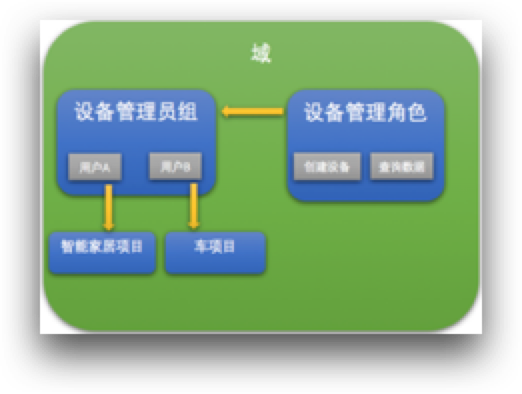 域
设备管理员组
设备管理角色
用户A
用户B
创建设备
查询数据
智能家居项目
车项目